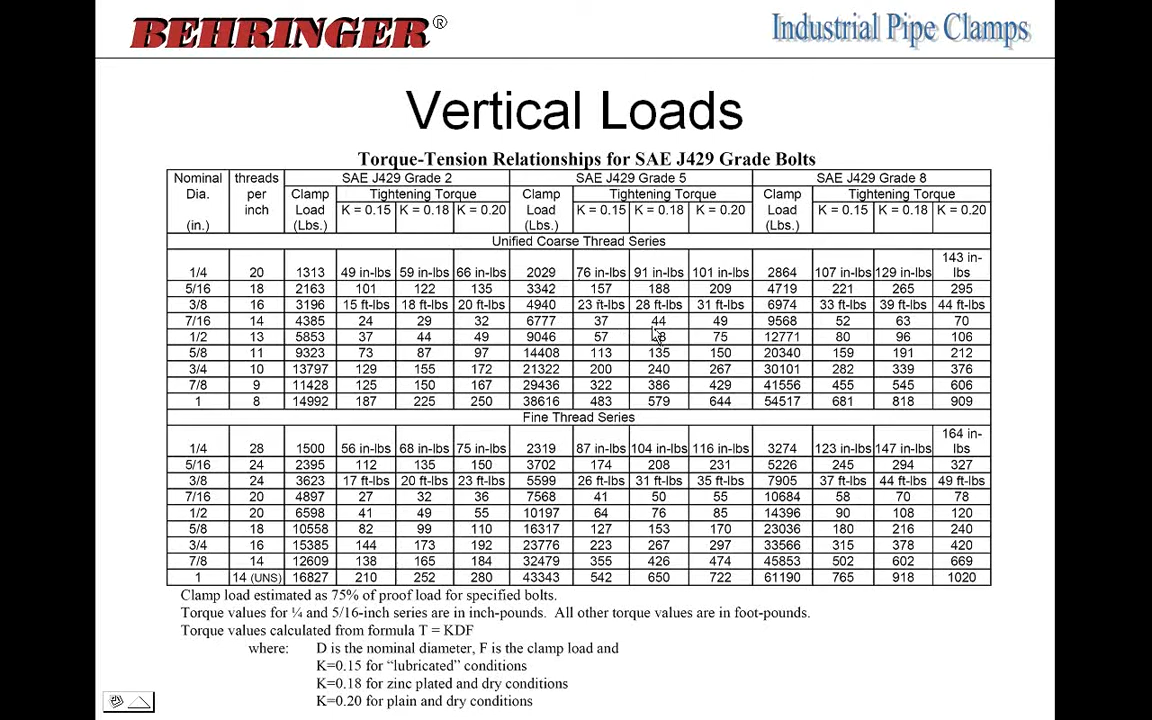 BEHRINGER® Industrial Pipe Clamps
Vertical Loads
Torque-Tension Relationships for SAE J429 Grade Bolts
Nominal threads SAE J429 Grade 2 SAE J429 Grade 5 SAE J429 Grade 8
Dia. per Clamp Tightening Torque Clamp Tightening Torque Clamp Tightening Torque
inch Load K = 0.15 K = 0.18 K = 0.20 Load K = 0.15 K = 0.18 K = 0.20 Load K = 0.15 K = 0.18 K = 0.20
(in.) (Lbs.) (Lbs.) (Lbs.)
Unified Coarse Thread Series
1/4 20 1313 49 in-lbs 59 in-lbs 66 in-lbs 2029 76 in-lbs 91 in-lbs 101 in-lbs 2864 107 in-lbs 129 in-lbs 143 in-lbs
5/16 18 2163 101 122 135 3342 157 188 209 4719 221 265 295
3/8 16 3196 15 ft-lbs 18 ft-lbs 20 ft-lbs 4940 23 ft-lbs 28 ft-lbs 31 ft-lbs 6974 33 ft-lbs 39 ft-lbs 44 ft-lbs
7/16 14 4385 24 29 32 6777 37 44 49 9568 52 63 70
1/2 13 5853 37 44 49 9046 57 75 12771 80 96 106
5/8 11 9323 73 87 97 14408 113 135 150 20340 159 191 212
3/4 10 13797 129 155 172 21322 200 240 267 30101 282 339 376
7/8 9 11428 125 150 167 29436 322 386 429 41556 455 545 606
1 8 14992 187 225 250 38616 483 579 644 54517 681 818 909
Fine Thread Series
1/4 28 1500 56 in-lbs 68 in-lbs 75 in-lbs 2319 87 in-lbs 104 in-lbs 116 in-lbs 3274 123 in-lbs 147 in-lbs 164 in-lbs
5/16 24 2395 112 135 150 3702 174 208 231 5226 245 294 327
3/8 24 3623 17 ft-lbs 20 ft-lbs 23 ft-lbs 5599 26 ft-lbs 31 ft-lbs 35 ft-lbs 7905 37 ft-lbs 44 ft-lbs 49 ft-lbs
7/16 20 4897 27 32 36 7568 41 50 55 10684 58 70 78
1/2 20 6598 41 49 55 10197 64 76 85 14396 90 108 120
5/8 18 10558 82 99 110 16317 127 153 170 23036 180 216 240
3/4 16 15385 144 173 192 23776 223 267 297 33566 315 378 420
7/8 14 12609 138 165 184 32479 355 426 474 45853 502 602 669
1 14 (UNS) 16827 210 252 280 43343 542 650 722 61190 765 918 1020
Clamp load estimated as 75% of proof load for specified bolts.
Torque values for ¼ and 5/16-inch series are in inch-pounds. All other torque values are in foot-pounds.
Torque values calculated from formula T = KDF
where: D is the nominal diameter, F is the clamp load and
K=0.15 for “lubricated” conditions
K=0.18 for zinc plated and dry conditions
K=0.20 for plain and dry conditions